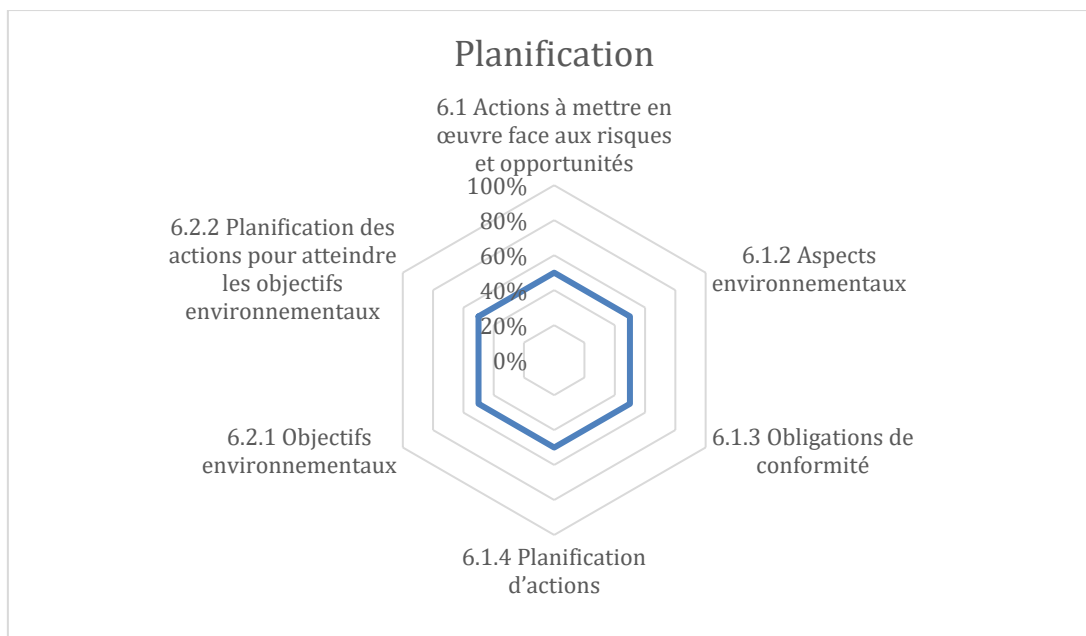 Planification
6.1 Actions à mettre en
œuvre face aux risques
et opportunités
100%
80%
60%
40%
20%
0%
6.1.2 Aspects
environnementaux
6.1.3 Obligations de
conformité
6.1.4 Planification
d’actions
6.2.1 Objectifs
environnementaux
6.2.2 Planification des
actions pour atteindre
les objectifs
environnementaux